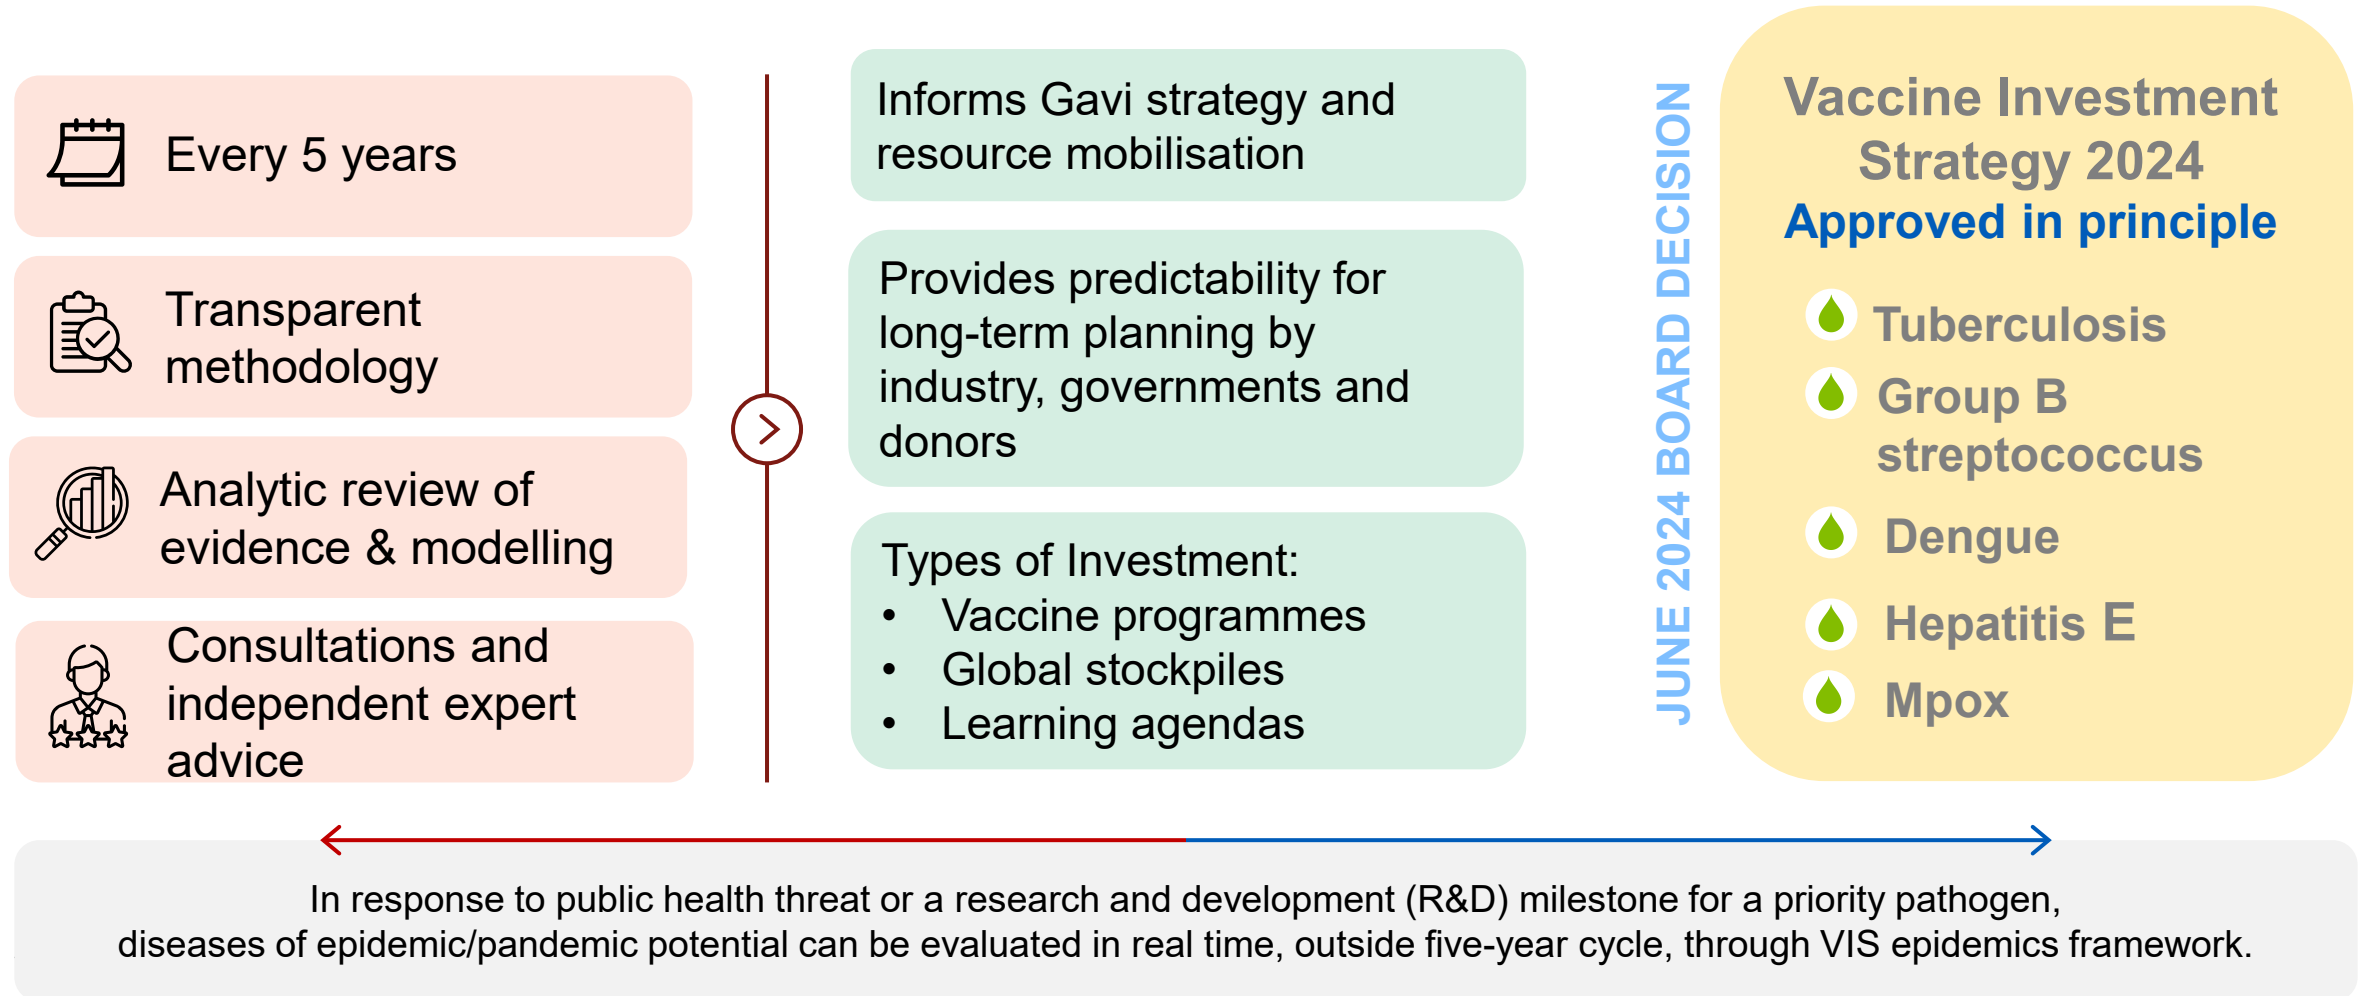 Every 5 years
Transparent
methodology
Analytic review of
evidence & modelling
Consultations and
independent expert
advice
Informs Gavi strategy and
resource mobilisation
Provides predictability for
long-term planning by
industry, governments and
donors
Types of Investment:
• Vaccine programmes
• Global stockpiles
• Learning agendas
JUNE 2024 BOARD DECISION
Vaccine Investment
Strategy 2024
Approved in principle
Tuberculosis
Group B
streptococcus
Dengue
Hepatitis E
Mpox
In response to public health threat or a research and development (R&D) milestone for a priority pathogen,
diseases of epidemic/pandemic potential can be evaluated in real time, outside five-year cycle, through VIS epidemics framework.